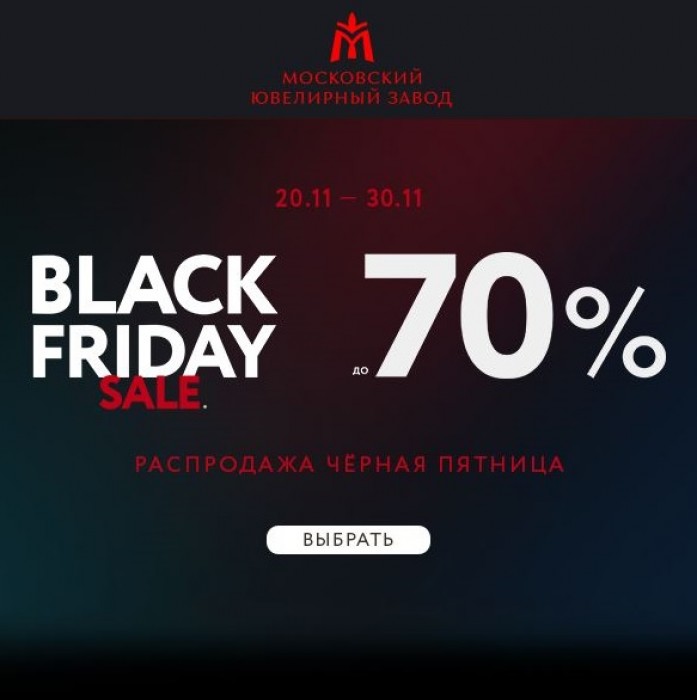 МОСКОВСКИЙ
ЮВЕЛИРНЫЙ ЗАВОД
20.11 — 30.11
BLACK
FRIDAY
SALE.
до 70%
РАСПРОДАЖА ЧЁРНАЯ ПЯТНИЦА
ВЫБРАТЬ